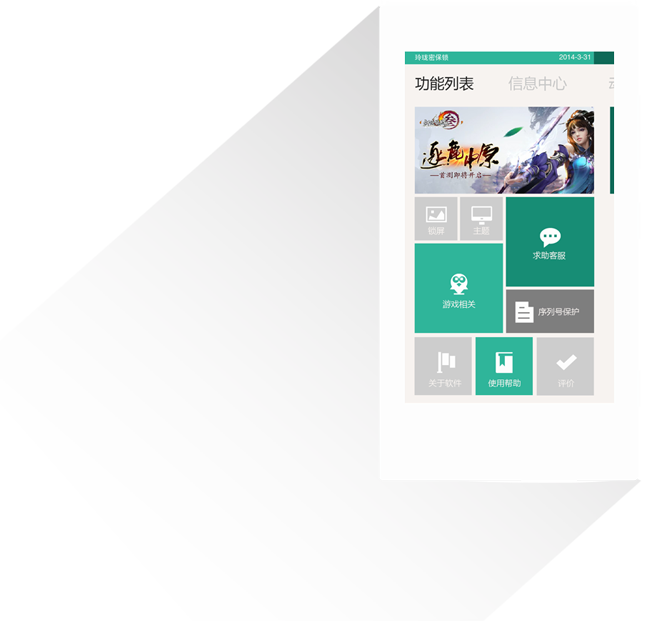 玲珑密保锁 2014-3-31
功能列表 信息中心
叁
逐鹿中原
首测即将开启
锁屏 主题
求助客服
游戏相关
序列号保护
关于软件 使用帮助 评价